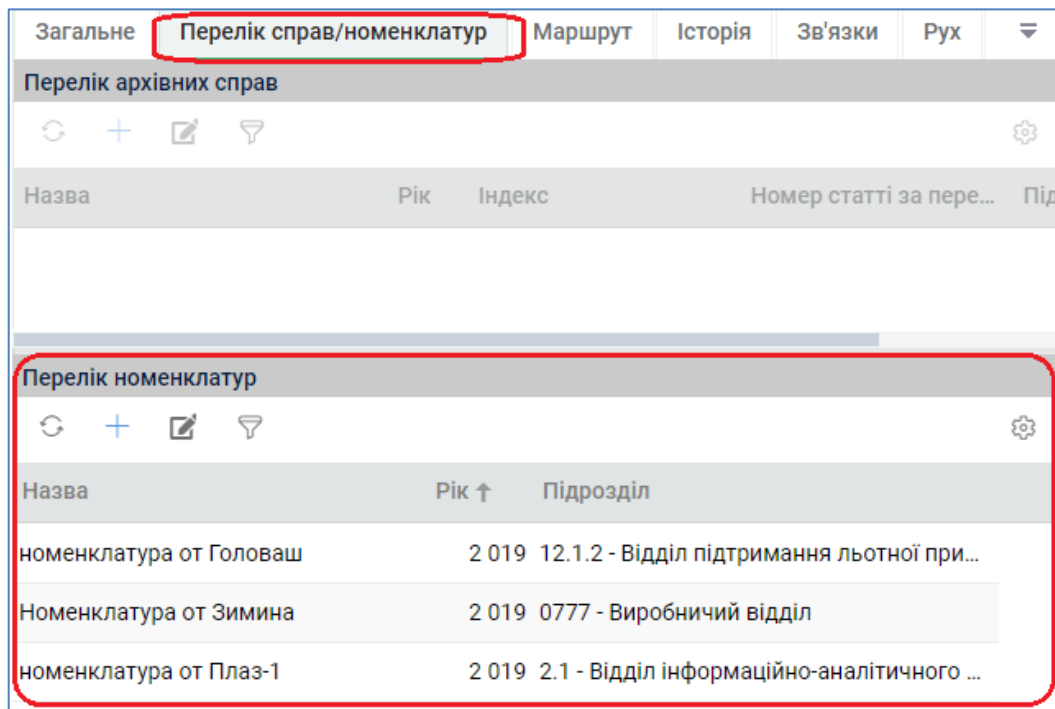 Загальне Перелік справ/номенклатур Маршрут Історія Зв'язки Рух
Перелік архівних справ
Назва Рік Індекс Номер статті за пере... Під
Перелік номенклатур
Назва Рік Підрозділ
номенклатура от Головаш 2 019 12.1.2 - Відділ підтримання льотної при...
Номенклатура от Зимина 2 019 0777 - Виробничий відділ
номенклатура от Плаз-1 2 019 2.1 - Відділ інформаційно-аналітичного ...